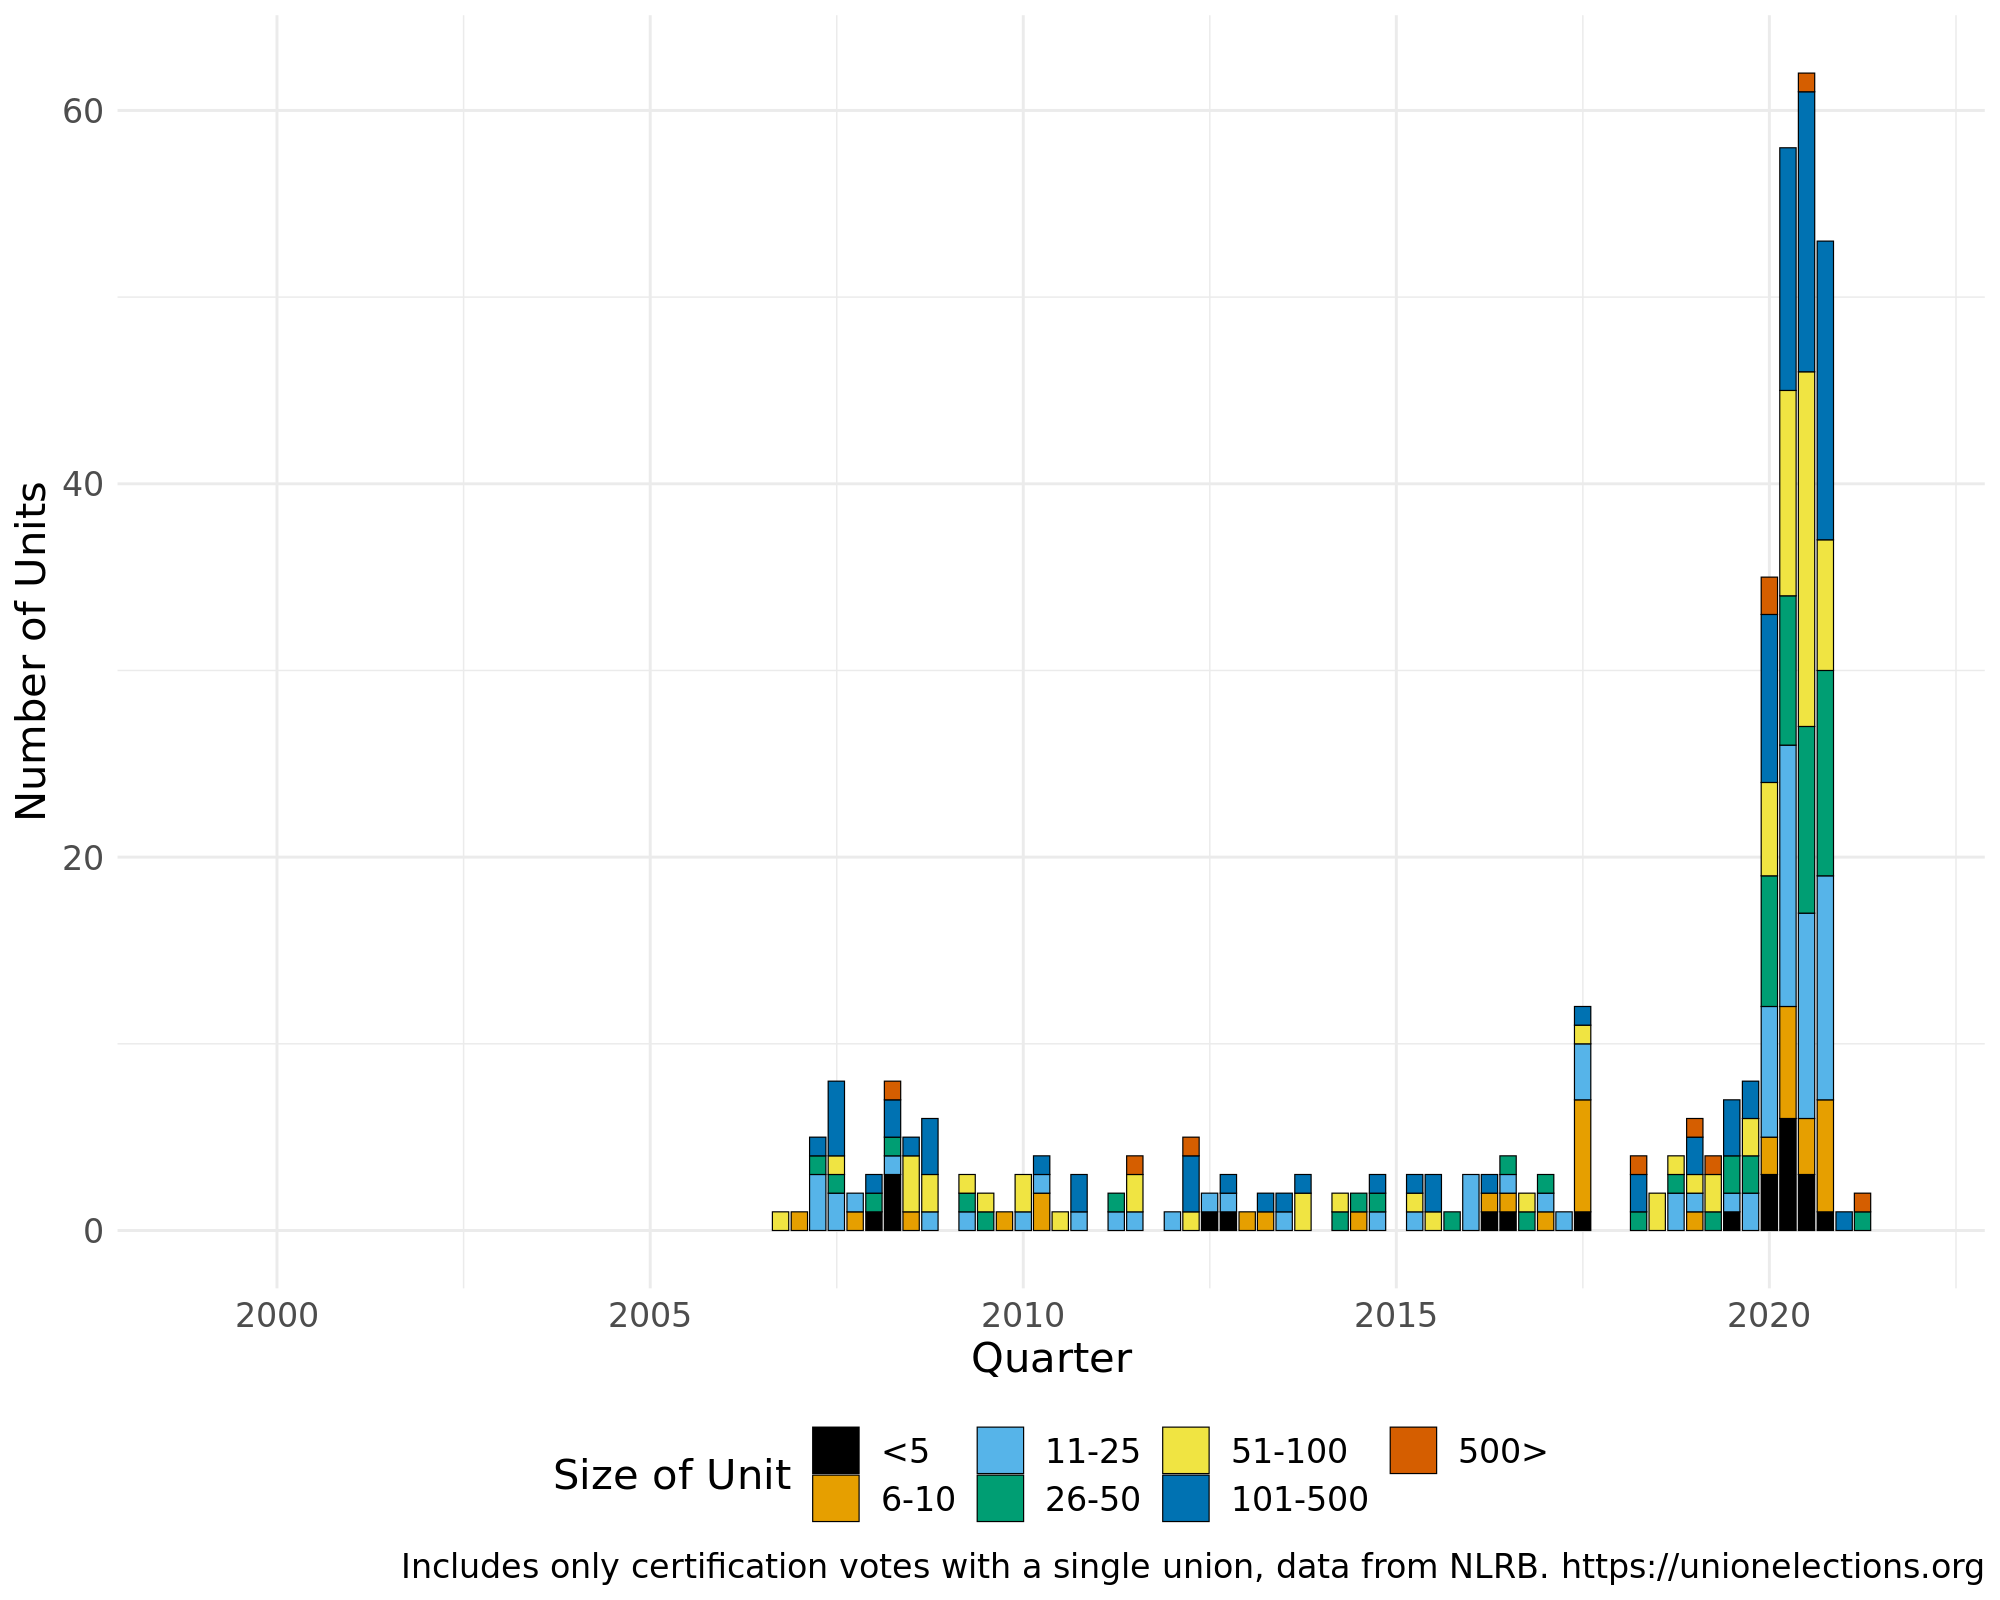 60
40
20
0
Number of Units
2000 2005 2010 2015 2020
Quarter
Size of Unit
<5 11-25 51-100 500>
6-10 26-50 101-500
Includes only certification votes with a single union, data from NLRB. https://unionelections.org